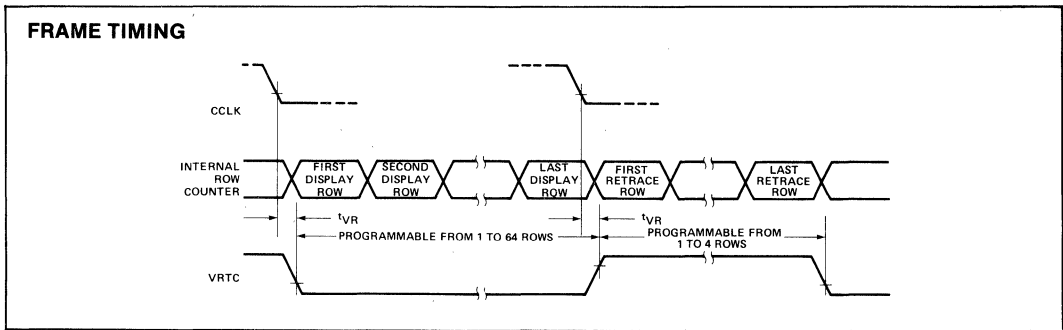 FRAME TIMING
CCLK
INTERNAL
ROW
COUNTER
FIRST
DISPLAY
ROW
SECOND
DISPLAY
ROW
LAST
DISPLAY
ROW
FIRST
RETRACE
ROW
LAST
RETRACE
ROW
tVR
tVR
PROGRAMMABLE FROM 1 TO 64 ROWS
PROGRAMMABLE FROM
1 TO 4 ROWS
VRTC